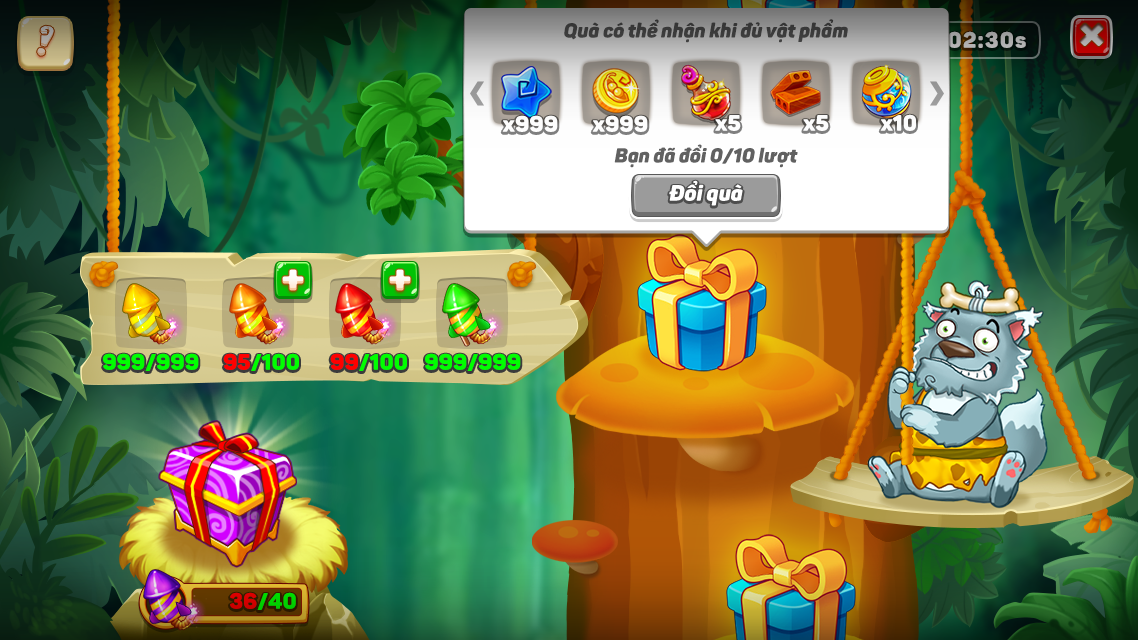 Quà có thể nhận khi đủ vật phẩm
02:30s
x999 x999 x5 x5 x10
Bạn đã đổi 0/10 lượt
Đổi quà
999/999 95/100 99/100 999/999
36/40